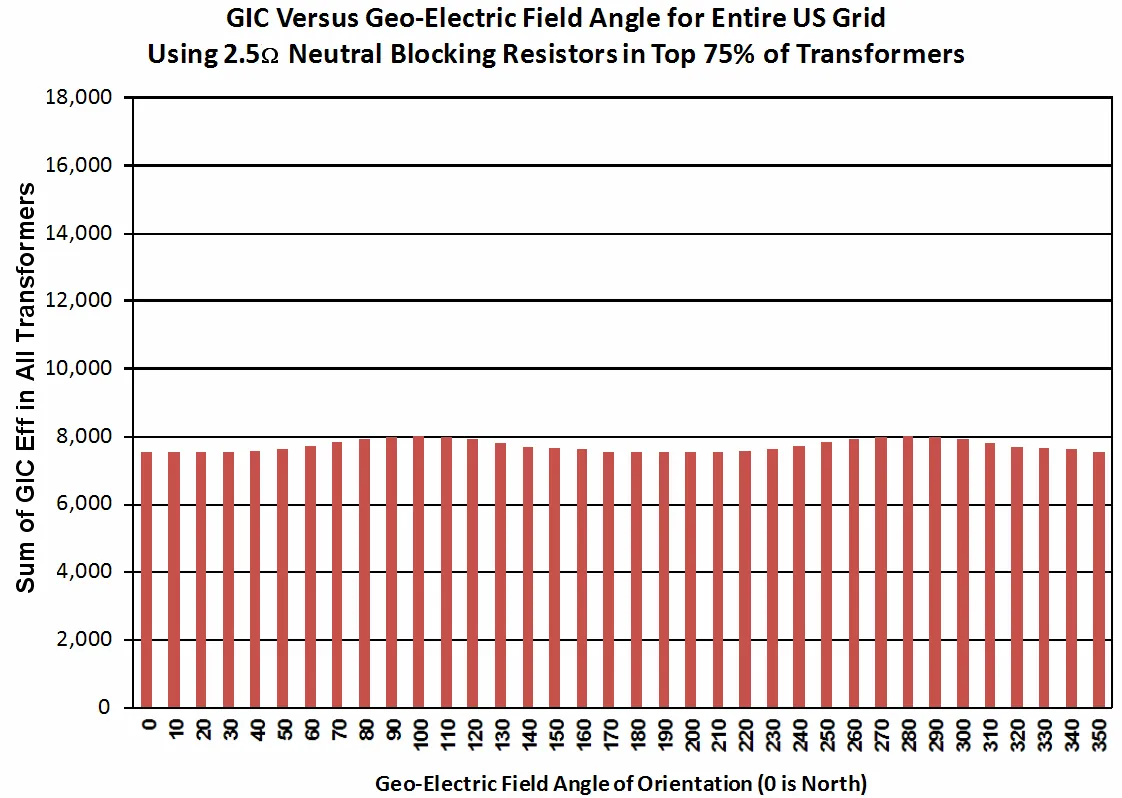 GIC Versus Geo-Electric Field Angle for Entire US Grid
Using 2.5Ω Neutral Blocking Resistors in Top 75% of Transformers
Sum of GIC Eff in All Transformers
18,000
16,000
14,000
12,000
10,000
8,000
6,000
4,000
2,000
0
0 10 20 30 40 50 60 70 80 90 100 110 120 130 140 150 160 170 180 190 200 210 220 230 240 250 260 270 280 290 300 310 320 330 340 350
Geo-Electric Field Angle of Orientation (0 is North)